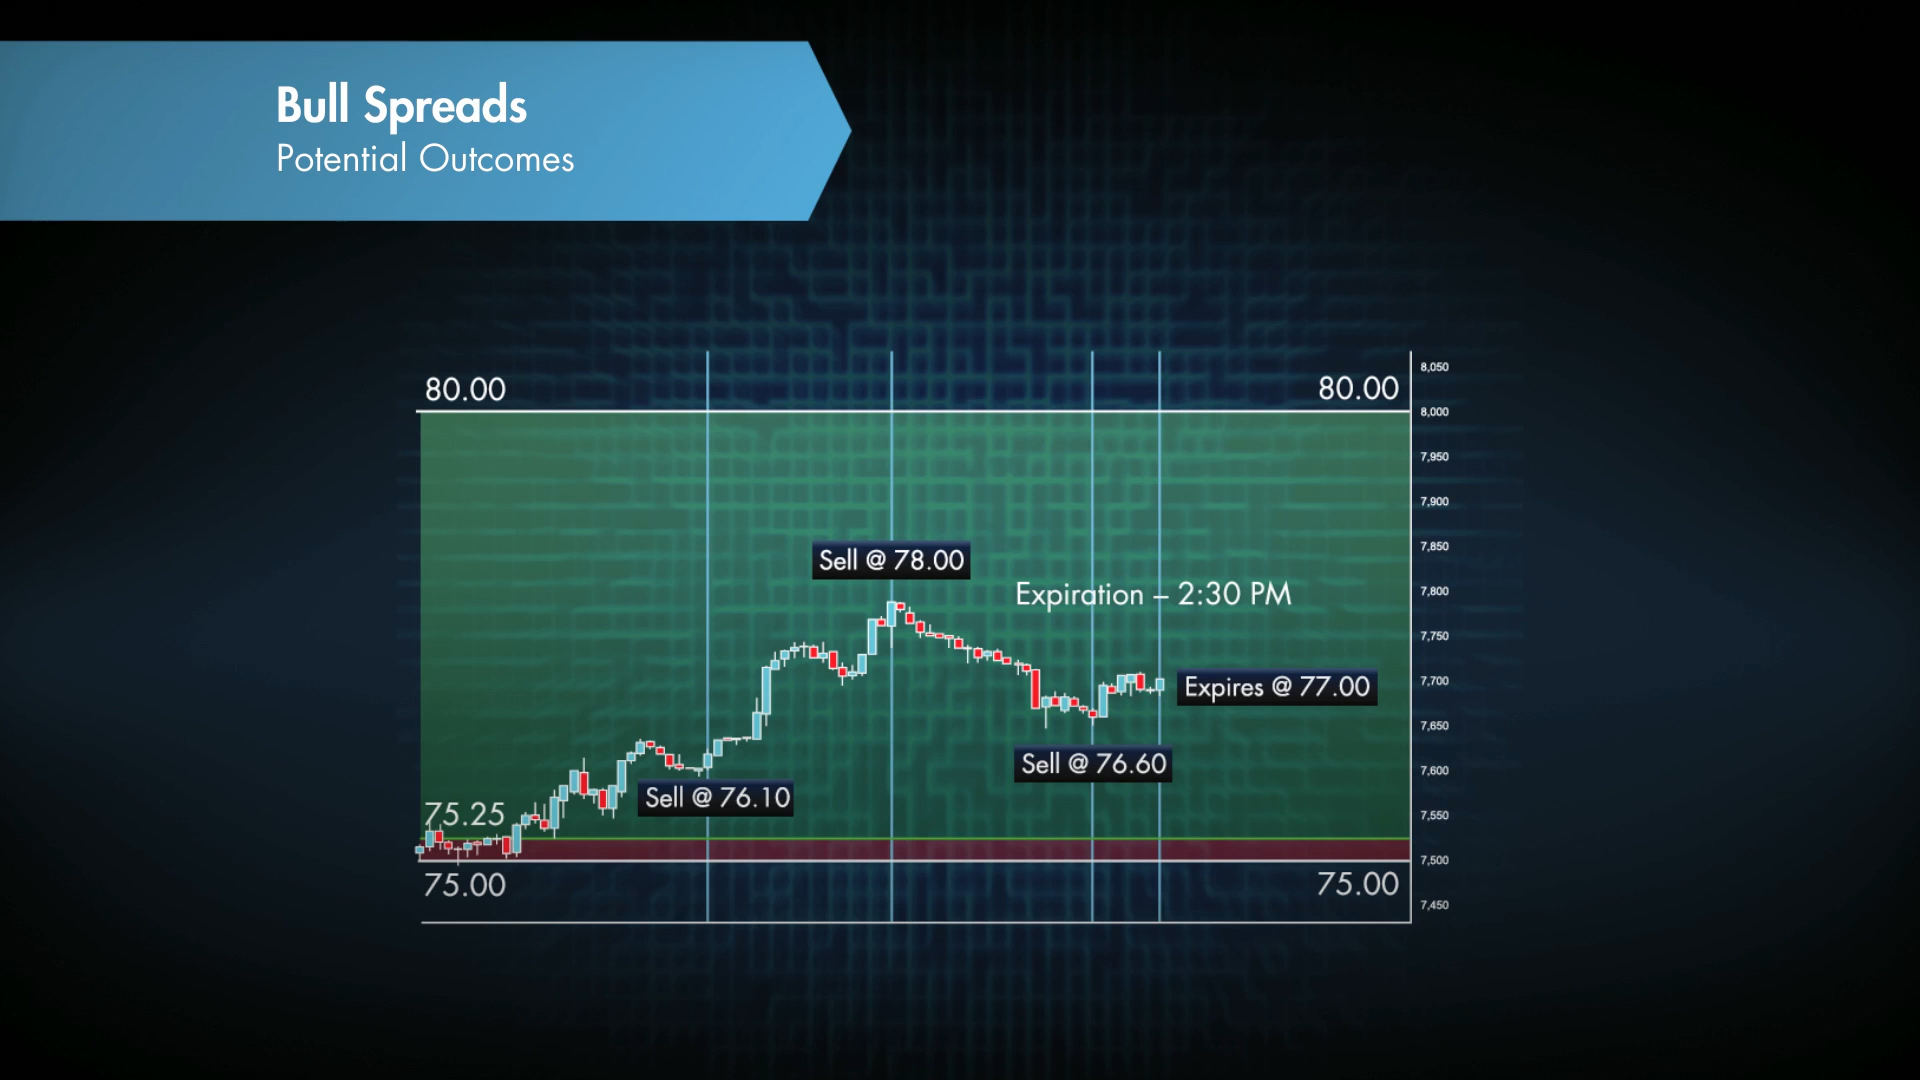 Bull Spreads
Potential Outcomes
80.00
80.00
8,050
8,000
7,950
7,900
7,850
Sell @ 78.00
Expiration – 2:30 PM
7,800
7,750
Expires @ 77.00
7,700
7,650
Sell @ 76.60
7,600
Sell @ 76.10
75.25
7,550
7,500
75.00
75.00
7,450